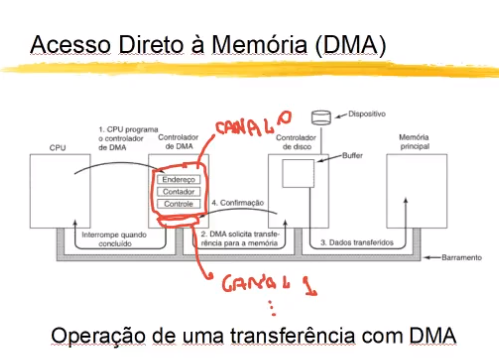 Acesso Direto à Memória (DMA)
CPU
1. CPU programa
o controlador
de DMA
Controlador
de DMA
CANAL 0
Controlador
de disco
Dispositivo
Buffer
Memória
principal
Endereço
Contador
Controle
4. Confirmação
Interrompe quando
concluído
2. DMA solicita transfe-
rência para a memória
3. Dados transferidos
Barramento
CANAL 1
Operação de uma transferência com DMA